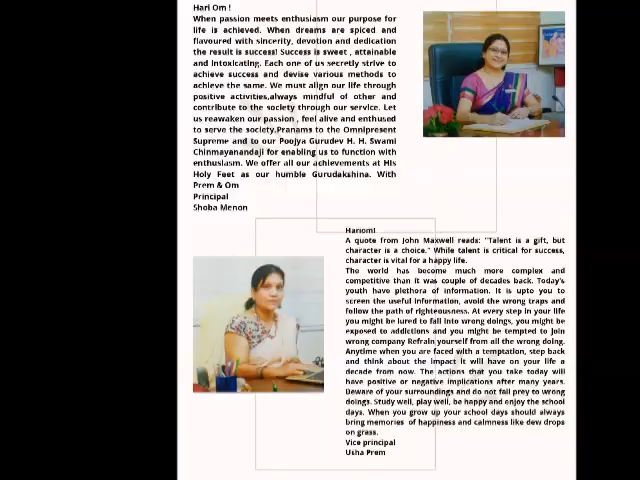 Hari Om !
When passion meets enthusiasm our purpose for
life is achieved. When dreams are spiced and
flavoured with sincerity, devotion and dedication
the result is success! Success is sweet , attainable
and intoxicating. Each one of us secretly strive to
achieve success and devise various methods to
achieve the same. We must align our life through
positive activities,always mindful of other and
contribute to the society through our service. Let
us reawaken our passion , feel alive and enthused
to serve the society.Pranams to the Omnipresent
Supreme and to our Poojya Gurudev H. H. Swami
Chinmayanandaji for enabling us to function with
enthusiasm. We offer all our achievements at His
Holy Feet as our humble Gurudakshina. With
Prem & Om
Principal
Shoba Menon
Hariom!
A quote from John Maxwell reads: "Talent is a gift, but
character is a choice." While talent is critical for success,
character is vital for a happy life.
The world has become much more complex and
competitive than it was couple of decades back. Today's
youth have plethora of information. It is upto you to
screen the useful information, avoid the wrong traps and
follow the path of righteousness. At every step in your life
you might be lured to fall into wrong doings, you might be
exposed to addictions and you might be tempted to join
wrong company Refrain yourself from all the wrong doing.
Anytime when you are faced with a temptation, step back
and think about the impact it will have on your life a
decade from now. The actions that you take today will
have positive or negative implications after many years.
Beware of your surroundings and do not fall prey to wrong
doings. Study well, play well, be happy and enjoy the school
days. When you grow up your school days should always
bring memories of happiness and calmness like dew drops
on grass.
Vice principal
Usha Prem